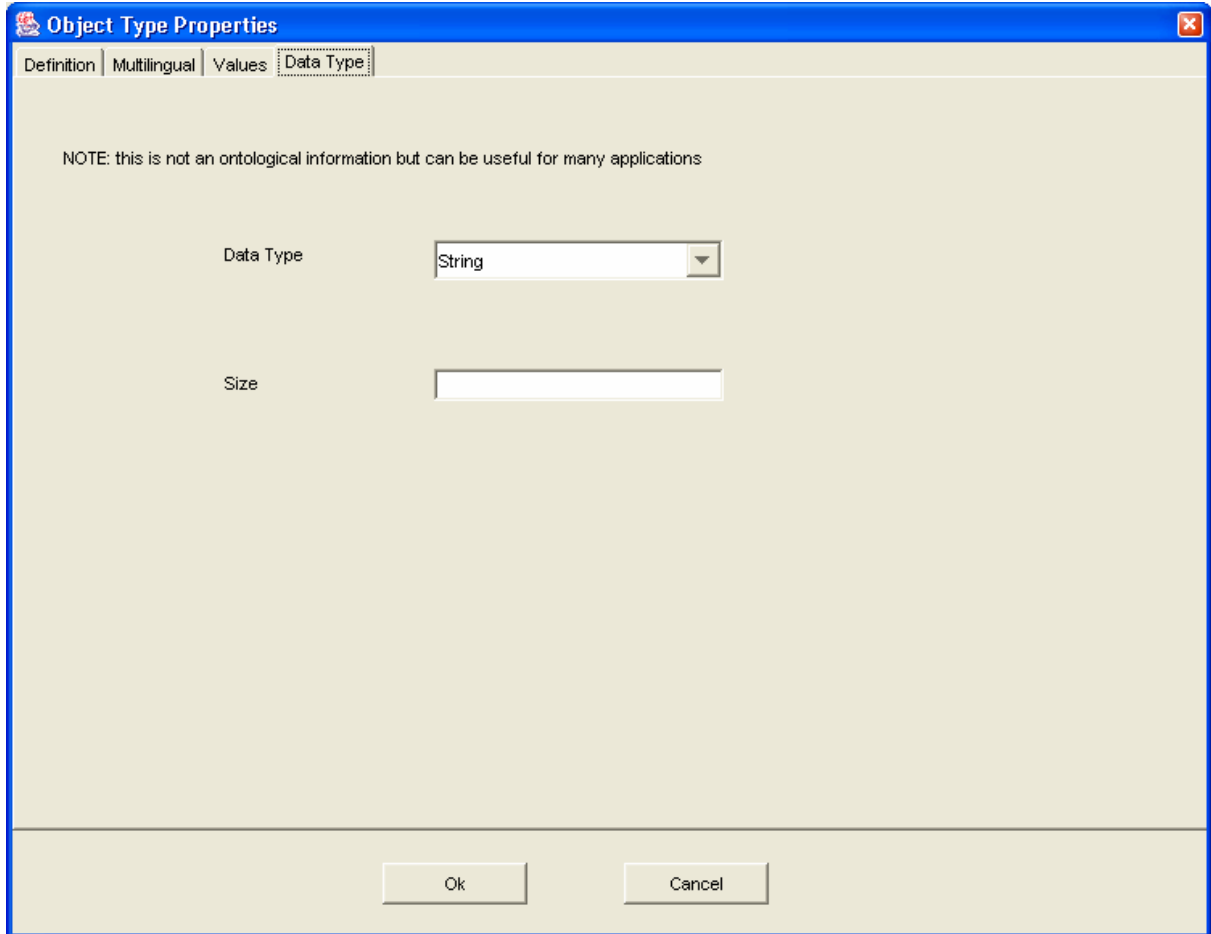 Object Type Properties
Definition Multilingual Values Data Type
NOTE: this is not an ontological information but can be useful for many applications
Data Type String
Size
Ok Cancel